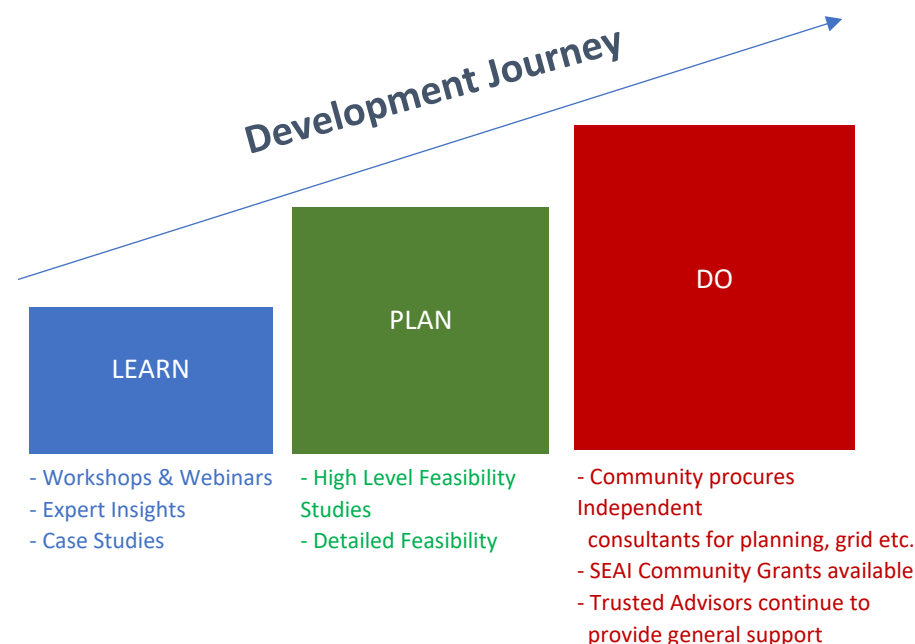 Development Journey
LEARN
PLAN
DO
- Workshops & Webinars
- Expert Insights
- Case Studies
- High Level Feasibility
Studies
- Detailed Feasibility
- Community procures
Independent
consultants for planning, grid etc.
- SEAI Community Grants available
- Trusted Advisors continue to
provide general support